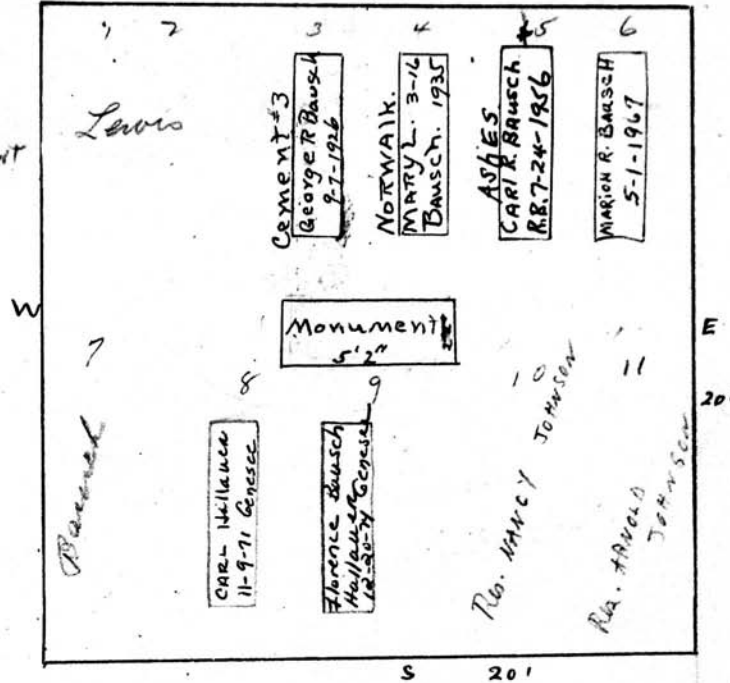 1 2 3 4 5 6
Lewis
Cement #3
George R Bausch
9-7-1926
NORWALK.
MARY L. 3-16
Bausch. 1935
ASHES
CARl R. BAUSCH.
R.B. 7-24-1956
MARION R. BAUSCH
5-1-1967
W
Monument
5'2"
E
20'
7
8
9
10
11
CARL Hallauer
11-9-71 Genesee
Florence Bausch
Hallauer Genesee
12-20-74
Res. NANCY JOHNSON
Res. ARNOLD
JOHNSON
S 20'